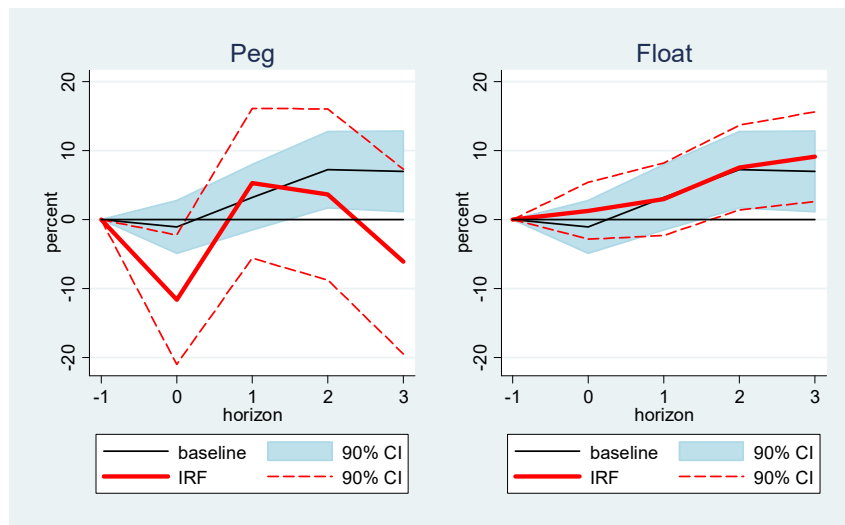 Peg
20
10
0
-10
-20
percent
-1 0 1 2 3
horizon
baseline 90% CI
IRF 90% CI
Float
20
10
0
-10
-20
percent
-1 0 1 2 3
horizon
baseline 90% CI
IRF 90% CI